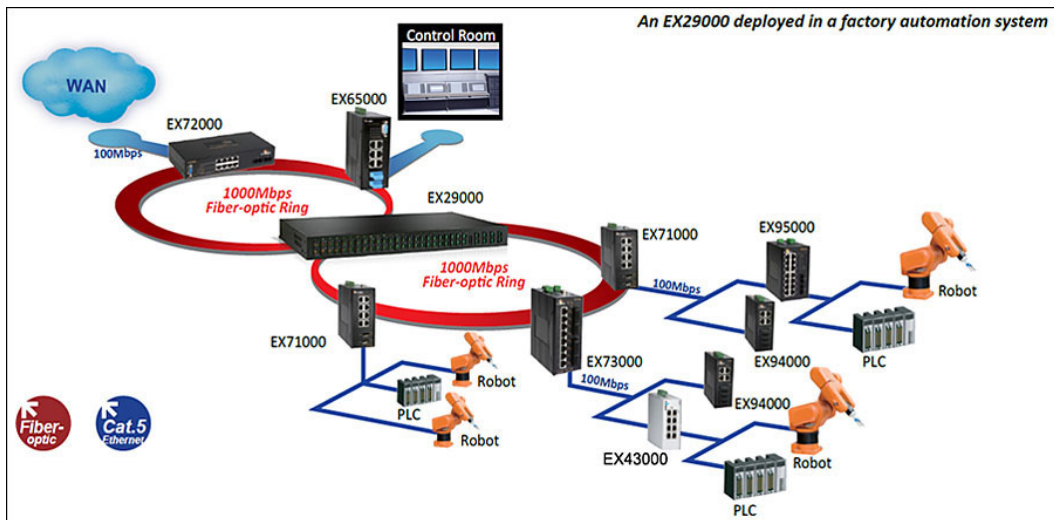 An EX29000 deployed in a factory automation system
Control Room
WAN
EX65000
EX72000
100Mbps
1000Mbps
Fiber-optic Ring
EX29000
EX71000
EX95000
1000Mbps
Fiber-optic Ring
100Mbps
Robot
EX71000
EX73000
EX94000
PLC
100Mbps
Robot
PLC
EX94000
Robot
EX43000
Robot
PLC
Fiber-
optic
Cat.5
Ethernet